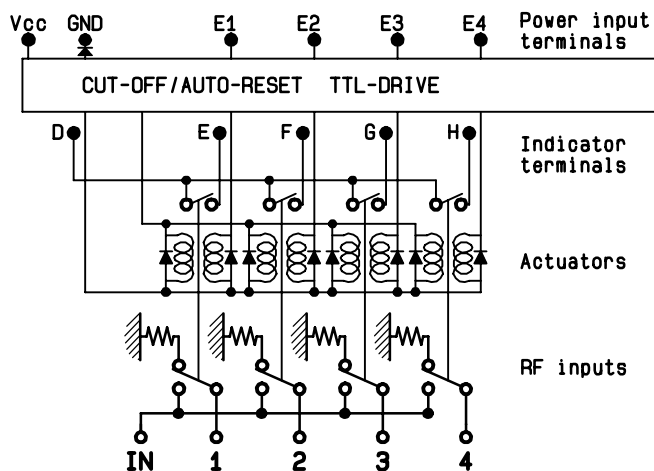 Vcc GND E1 E2 E3 E4 Power input
terminals
CUT-OFF/AUTO-RESET TTL-DRIVE
D E F G H Indicator
terminals
Actuators
RF inputs
IN 1 2 3 4